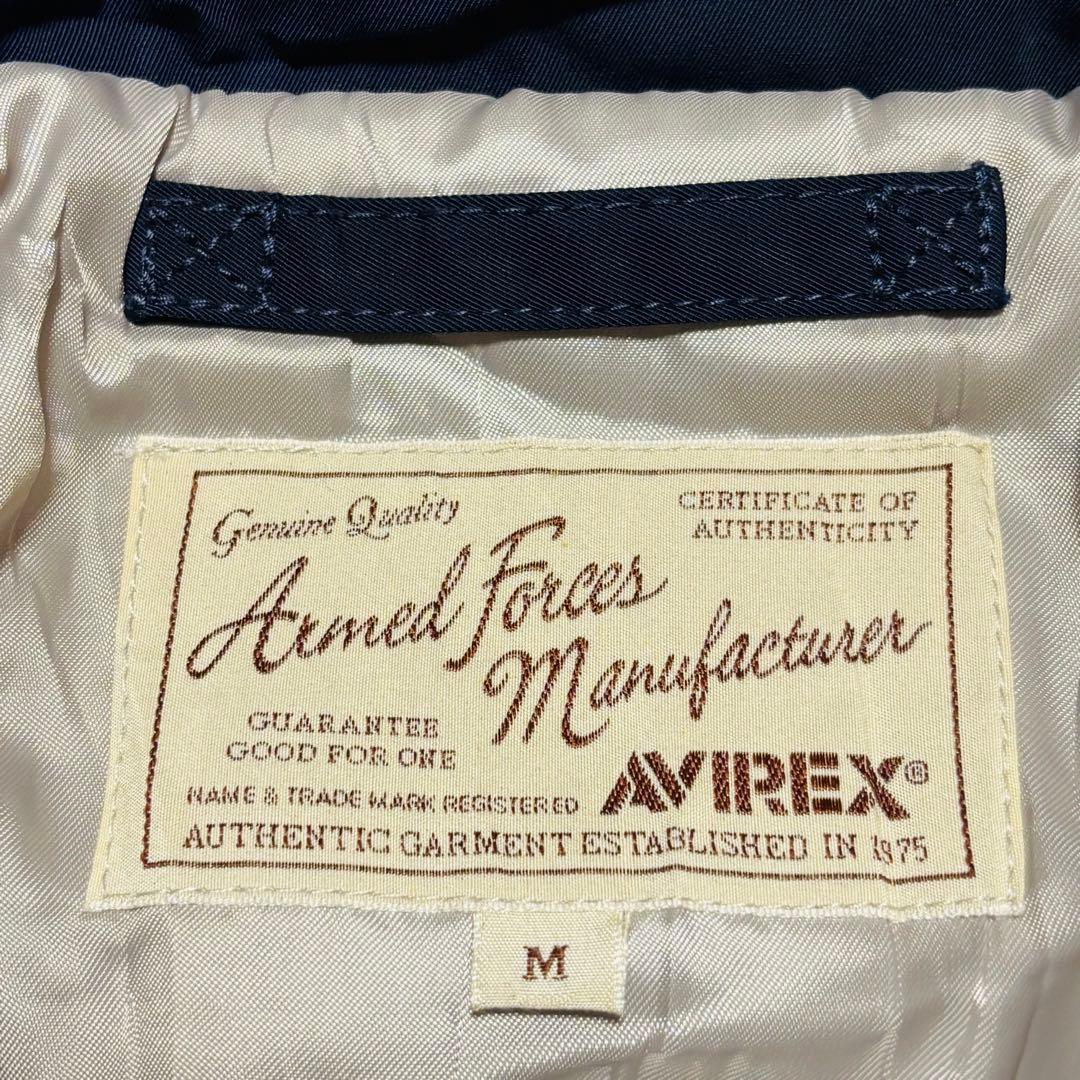 Genuine Quality
CERTIFICATE OF
AUTHENTICITY
Armed Forces
Manufacturer
GUARANTEE
GOOD FOR ONE
NAME & TRADE MARK REGISTERED
AVIREX®
AUTHENTIC GARMENT ESTABLISHED IN 1975
M